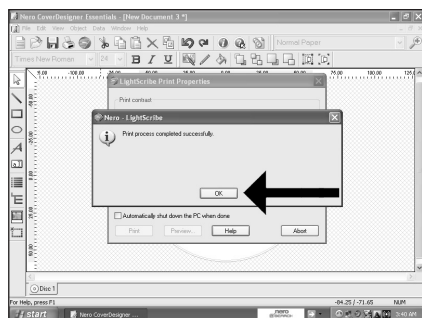 Nero CoverDesigner Essentials - [New Document 3 *]
File Edit View Object Data Window Help
Normal Paper
Times New Roman 24 B I U
LightScribe Print Properties
Print contrast
Nero - LightScribe
Print process completed successfully.
OK
Automatically shut down the PC when done
Print Preview... Help Abort
Disc 1
For Help, press F1 -84.25 / -71.65 NUM
start Nero CoverDesigner ... nero 5:40 AM